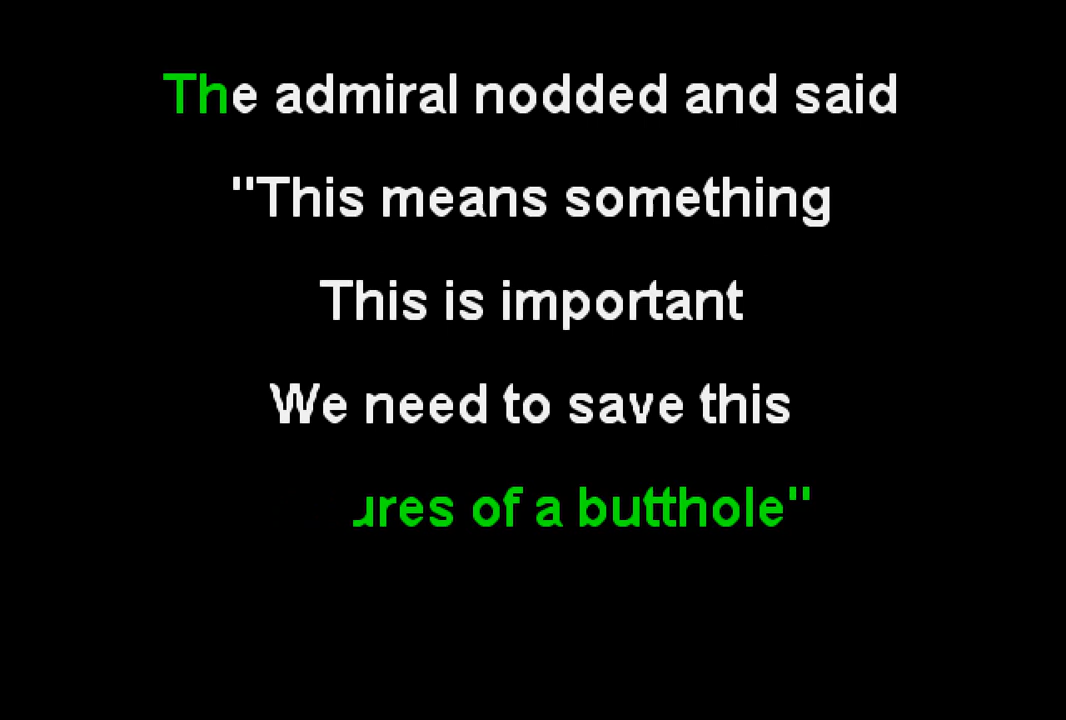 The admiral nodded and said
"This means something
This is important
We need to save this
ures of a butthole"